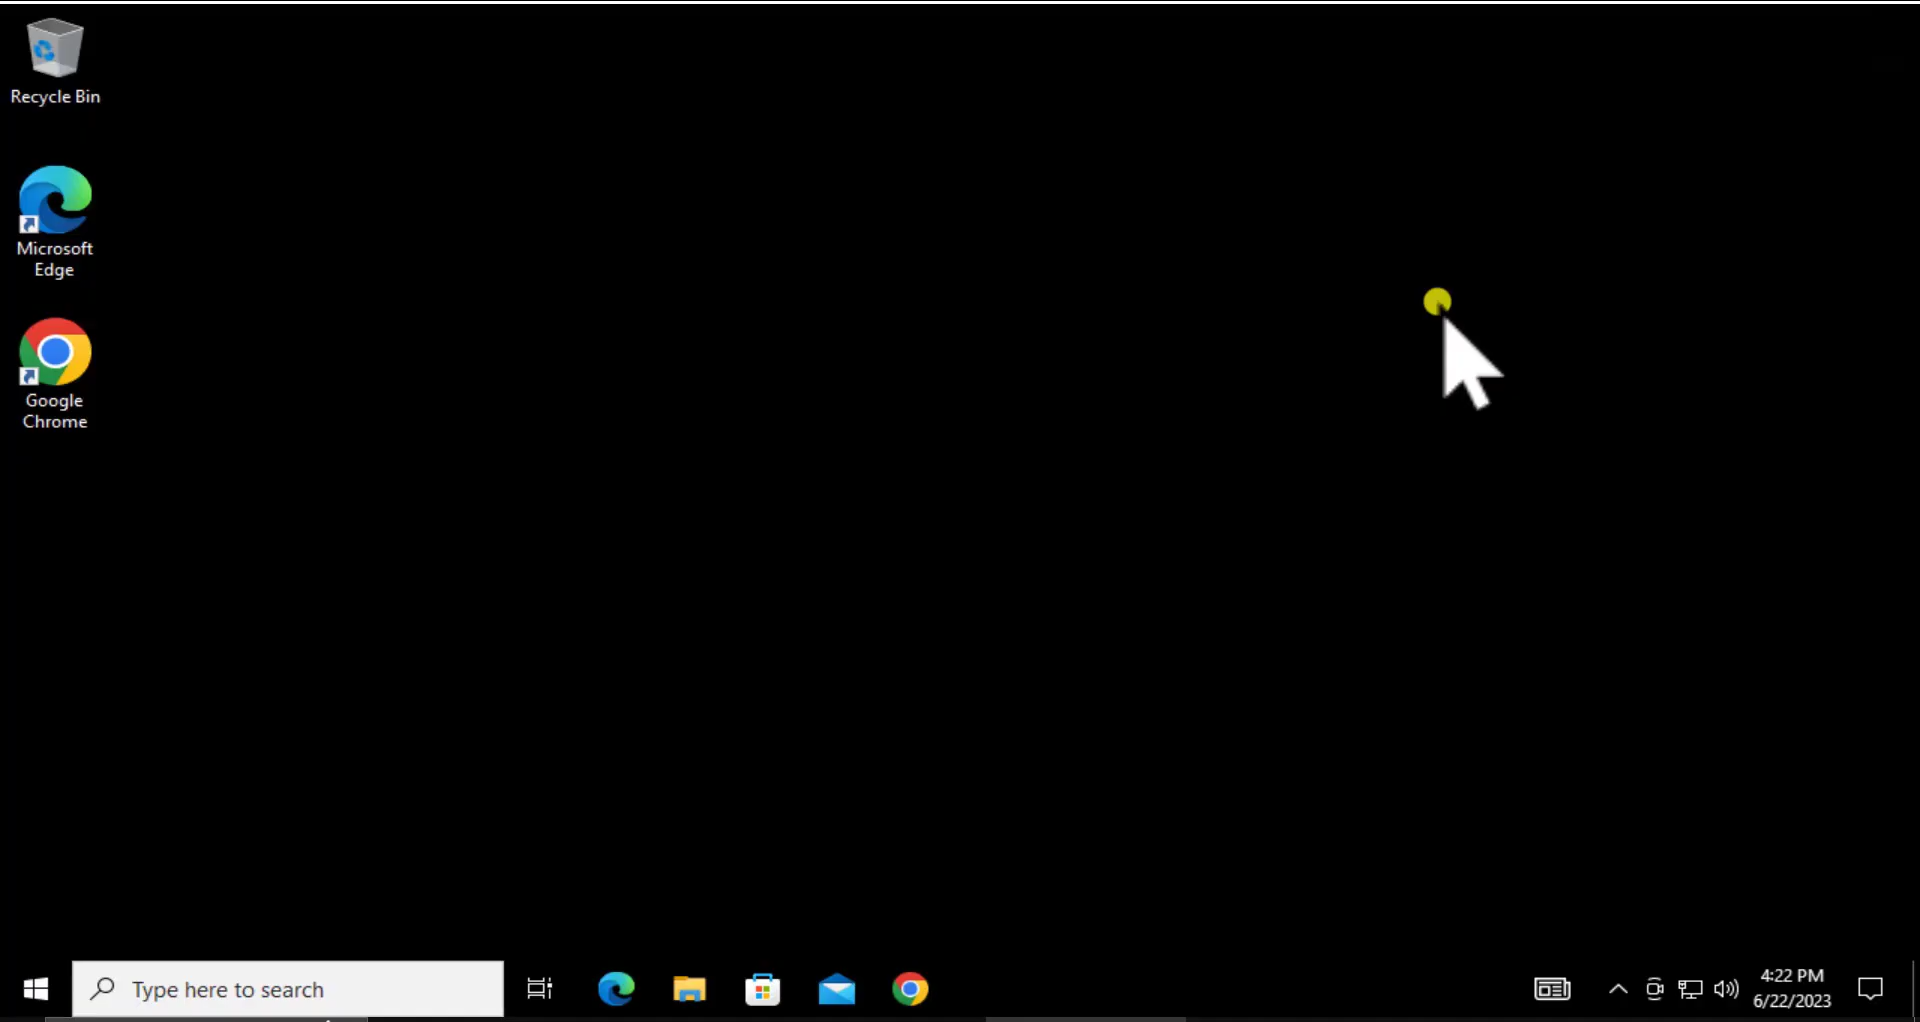 Recycle Bin
Microsoft
Edge
Google
Chrome
Type here to search
4:22 PM
6/22/2023